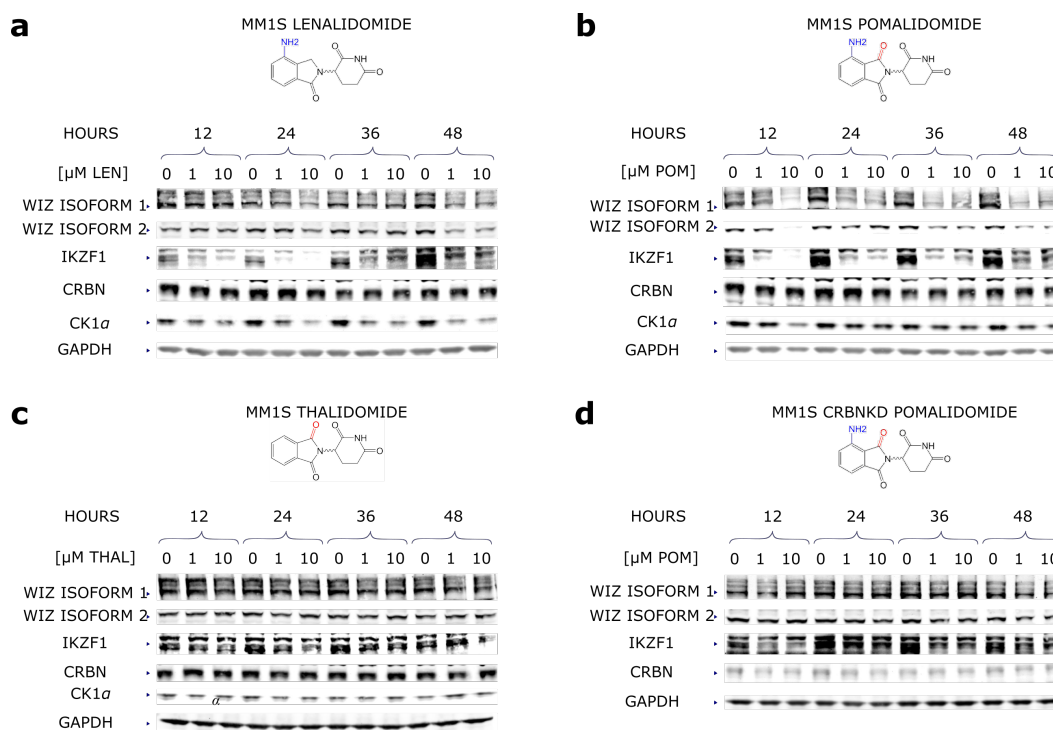 a
MM1S LENALIDOMIDE
NH2
O
NH
N
O
O
HOURS 12 24 36 48
[µM LEN] 0 1 10 0 1 10 0 1 10 0 1 10
WIZ ISOFORM 1
WIZ ISOFORM 2
IKZF1
CRBN
CK1α
GAPDH
b
MM1S POMALIDOMIDE
NH2
O
O
NH
N
O
O
HOURS 12 24 36 48
[µM POM] 0 1 10 0 1 10 0 1 10 0 1 10
WIZ ISOFORM 1
WIZ ISOFORM 2
IKZF1
CRBN
CK1α
GAPDH
c
MM1S THALIDOMIDE
O
O
NH
N
O
O
HOURS 12 24 36 48
[µM THAL] 0 1 10 0 1 10 0 1 10 0 1 10
WIZ ISOFORM 1
WIZ ISOFORM 2
IKZF1
CRBN
CK1α
α
GAPDH
d
MM1S CRBNKD POMALIDOMIDE
NH2
O
O
NH
N
O
O
HOURS 12 24 36 48
[µM POM] 0 1 10 0 1 10 0 1 10 0 1 10
WIZ ISOFORM 1
WIZ ISOFORM 2
IKZF1
CRBN
GAPDH